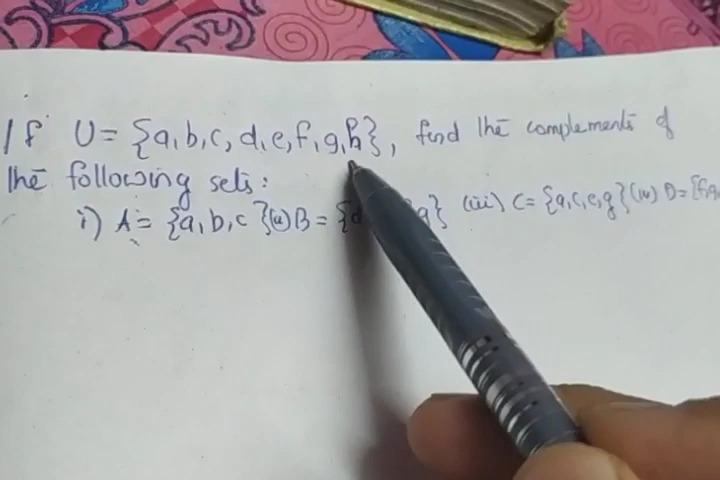 If U = {a, b, c, d, e, f, g, h}, find the complements of
the following sets:
i) A = {a, b, c} (ii) B = {d g} (iii) C = {a, c, e, g} (iv) D = {f, g,